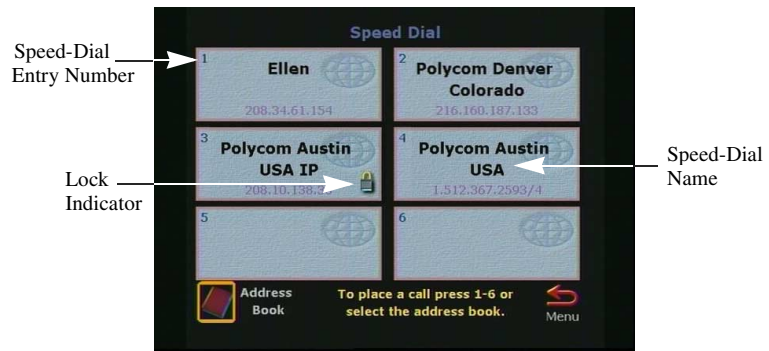 Speed Dial
Speed-Dial
Entry Number
1
Ellen
208.34.61.154
2
Polycom Denver
Colorado
216.160.187.133
3
Polycom Austin
USA IP
4
Polycom Austin
USA
1.512.367.2593/4
Lock
Indicator
Speed-Dial
Name
5
6
Address
Book
To place a call press 1-6 or
select the address book.
Menu